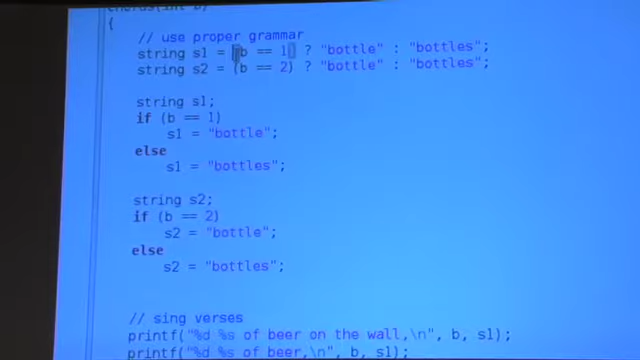 chorus(int b)
{
// use proper grammar
string s1 = (b == 1) ? "bottle" : "bottles";
string s2 = (b == 2) ? "bottle" : "bottles";
string s1;
if (b == 1)
s1 = "bottle";
else
s1 = "bottles";
string s2;
if (b == 2)
s2 = "bottle";
else
s2 = "bottles";
// sing verses
printf("%d %s of beer on the wall,\n", b, s1);
printf("%d %s of beer,\n", b, s1);